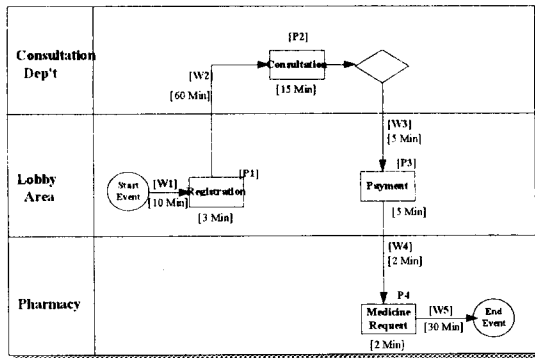 Consultation
Dep't
[P2]
Consultation
[15 Min]
[W2]
[60 Min]
[W3]
[5 Min]
Lobby
Area
Start
Event
[W1]
[10 Min]
[P1]
Registration
[3 Min]
[P3]
Payment
[5 Min]
[W4]
[2 Min]
Pharmacy
P4
Medicine
Request
[2 Min]
[W5]
[30 Min]
End
Event